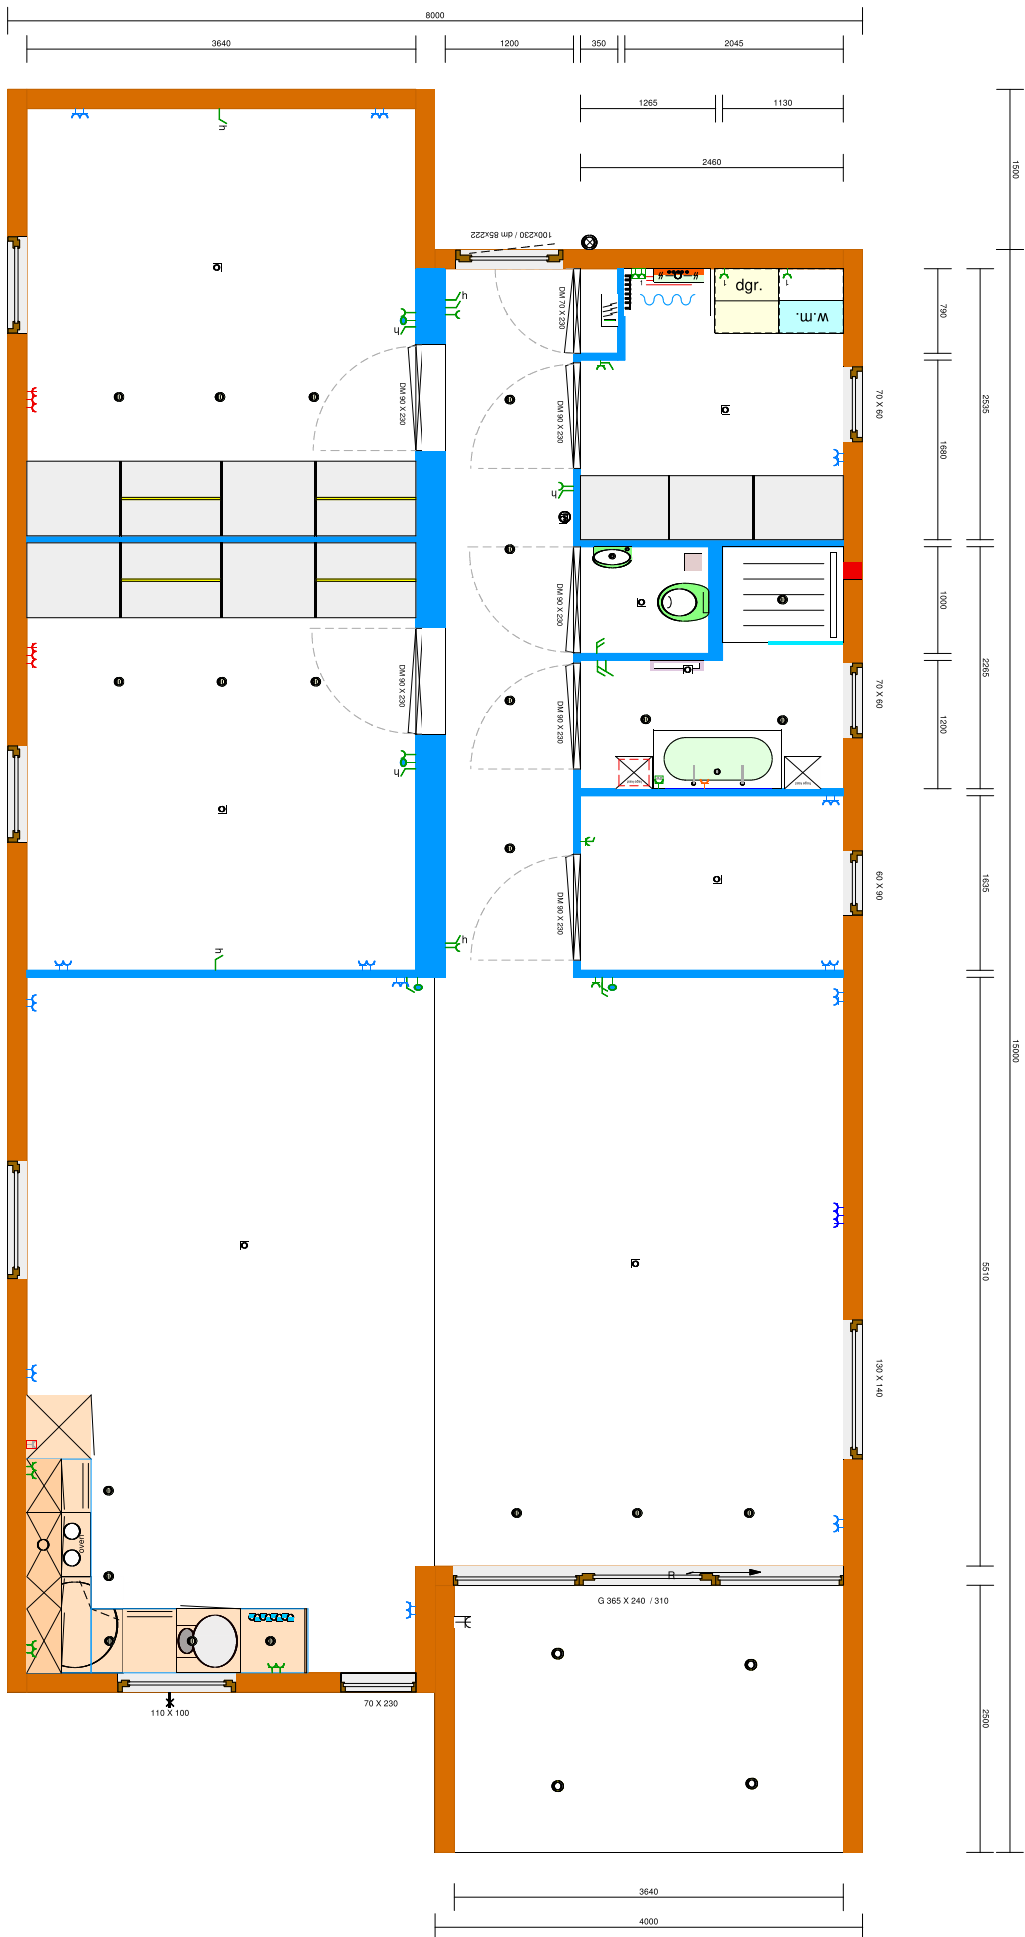 8000
3640
1200
350
2045
1265
1130
2460
1500
h
100x230 / dm 85x222
dgr.
w.m.
1
1
1
h
h
DM 70 X 230
790
DM 90 X 230
DM 90 X 230
70 X 60
2535
1680
h
DM 90 X 230
1000
DM 90 X 230
DM 90 X 230
70 X 60
2265
1200
h
60 X 90
1635
DM 90 X 230
h
h
15000
5510
130 X 140
oven
R
G 365 X 240 / 310
110 X 100
70 X 230
2500
3640
4000